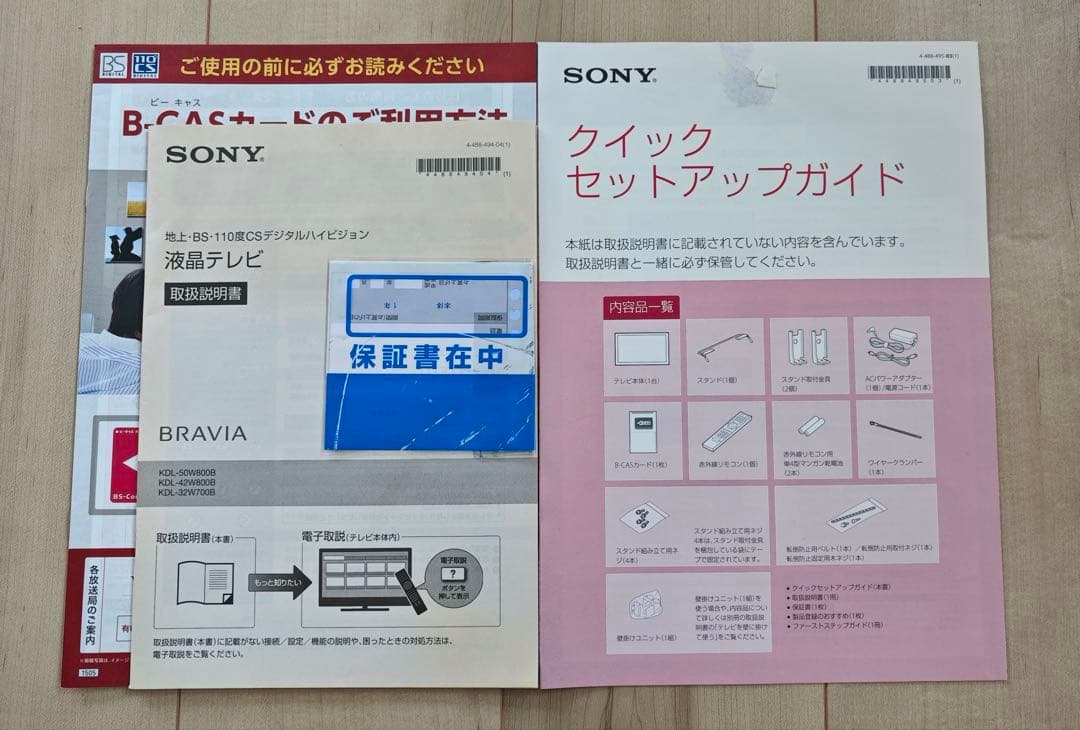 BS
DIGITAL
110
CS
DIGITAL
ご使用の前に必ずお読みください
ビー キャス
B-CASカードのご利用方法
各放送局のご案内
1505
SONY
4-488-494-04(1)
(1)
地上・BS・110度CSデジタルハイビジョン
液晶テレビ
取扱説明書
保証書在中
本体
1年
BRAVIA
KDL-50W800B
KDL-42W800B
KDL-32W700B
取扱説明書(本書)
もっと知りたい
電子取説(テレビ本体内)
電子取説
?
ボタンを
押して表示
取扱説明書(本書)に記載がない接続/設定/機能の説明や、困ったときの対処方法は、
電子取説をご覧ください。
SONY
4-488-495-03(1)
(1)
クイック
セットアップガイド
本紙は取扱説明書に記載されていない内容を含んでいます。
取扱説明書と一緒に必ず保管してください。
内容品一覧
テレビ本体(1台)
スタンド(1個)
スタンド取付金具
(2個)
ACパワーアダプター
(1個)/電源コード(1本)
B-CASカード(1枚)
赤外線リモコン(1個)
赤外線リモコン用
単4型マンガン乾電池
(2本)
ワイヤークランパー
(1本)
スタンド組み立て用ネ
ジ(4本)
スタンド組み立て用ネジ
4本は、スタンド取付金具
を梱包している袋にテー
プで固定されています。
転倒防止用ベルト(1本)/転倒防止用取付ネジ(1本)
転倒防止固定用木ネジ(1本)
壁掛けユニット(1組)
壁掛けユニット(1組)を
使う場合や、内容品につい
て詳しくは別冊の取扱説
明書の「テレビを壁に掛け
て使う」をご覧ください。
• クイックセットアップガイド(本書)
• 取扱説明書(1冊)
• 保証書(1枚)
• 製品登録のおすすめ(1枚)
• ファーストステップガイド(1冊)